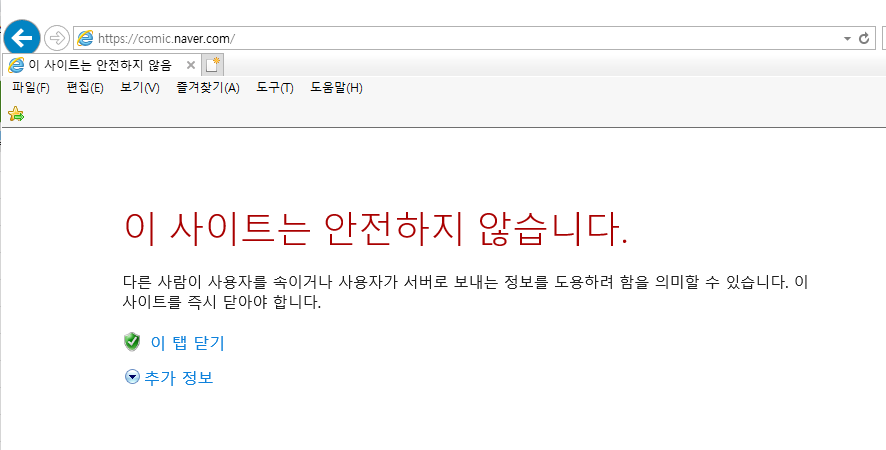 https://comic.naver.com/
이 사이트는 안전하지 않음
파일(F) 편집(E) 보기(V) 즐겨찾기(A) 도구(T) 도움말(H)
이 사이트는 안전하지 않습니다.
다른 사람이 사용자를 속이거나 사용자가 서버로 보내는 정보를 도용하려 함을 의미할 수 있습니다. 이
사이트를 즉시 닫아야 합니다.
이 탭 닫기
추가 정보